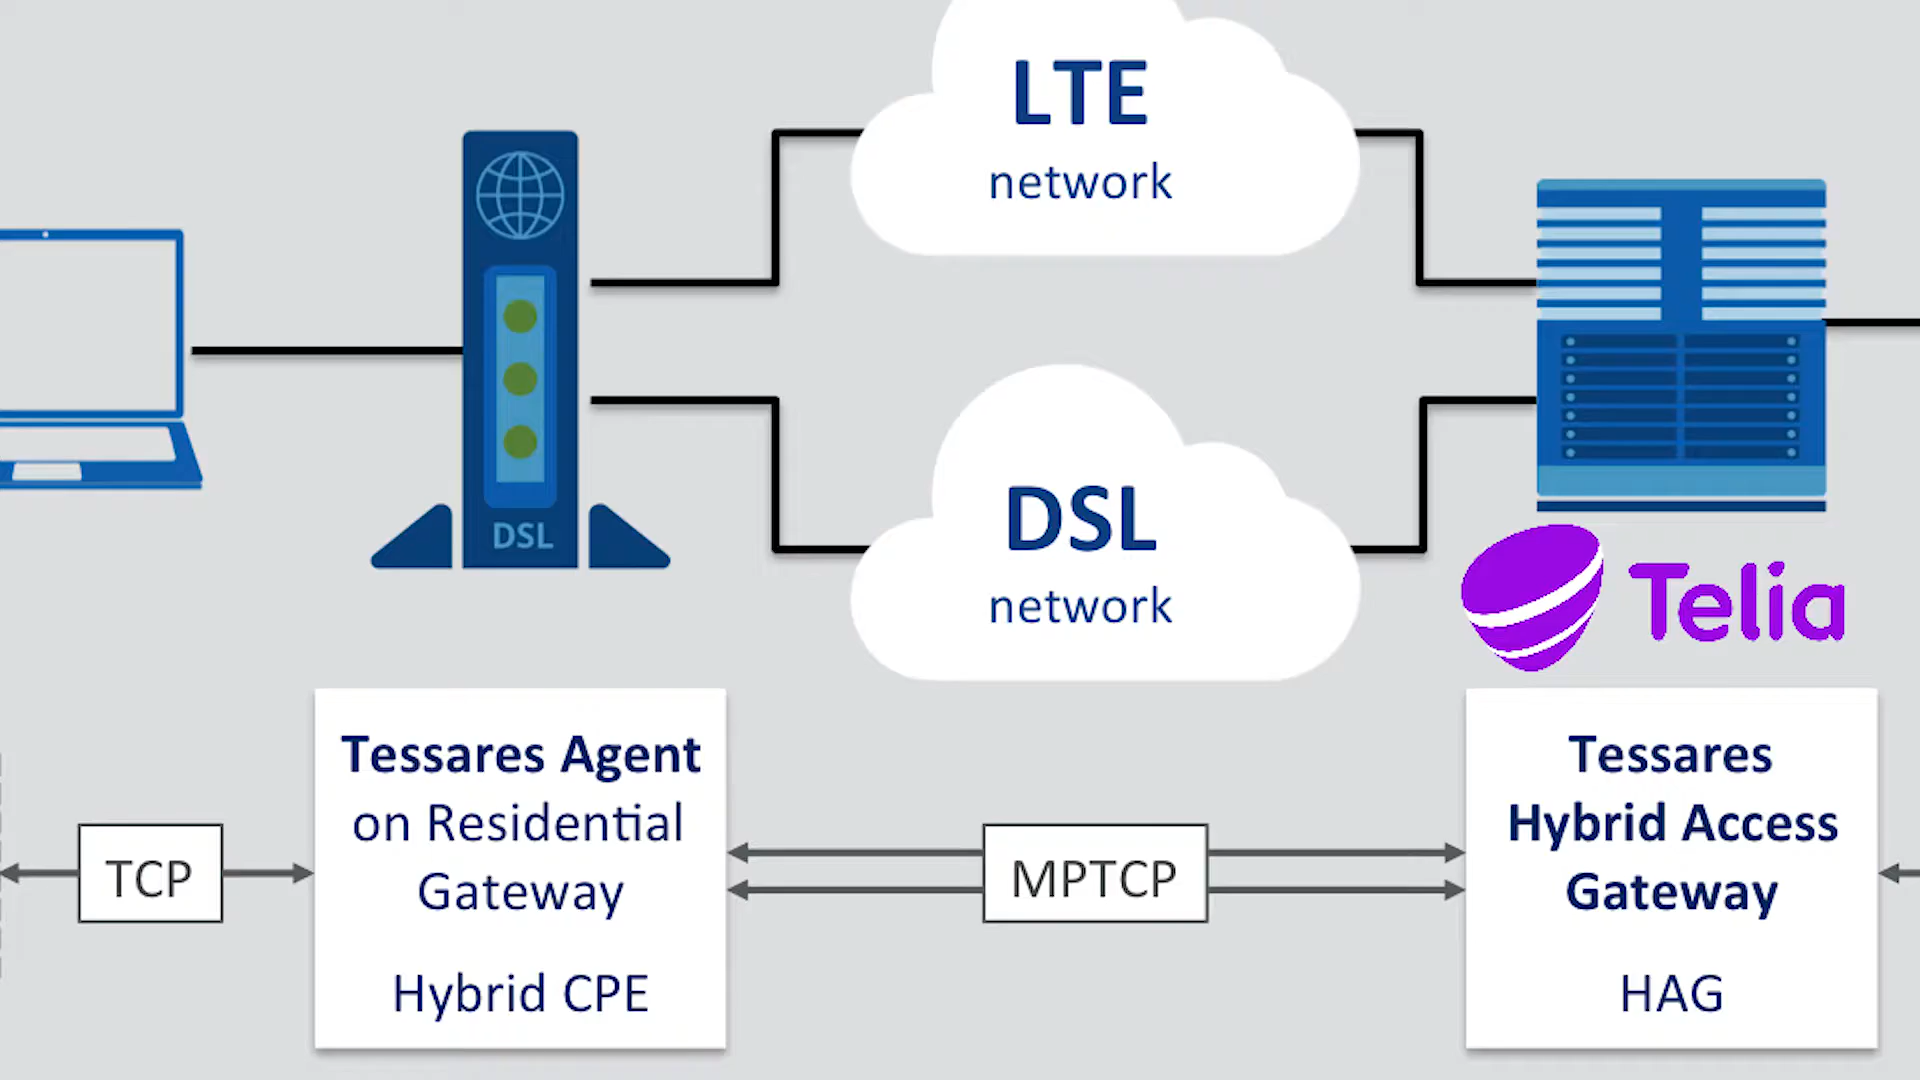 LTE
network
DSL
DSL
network
Telia
Tessares Agent
on Residential
Gateway
Hybrid CPE
TCP
MPTCP
Tessares
Hybrid Access
Gateway
HAG